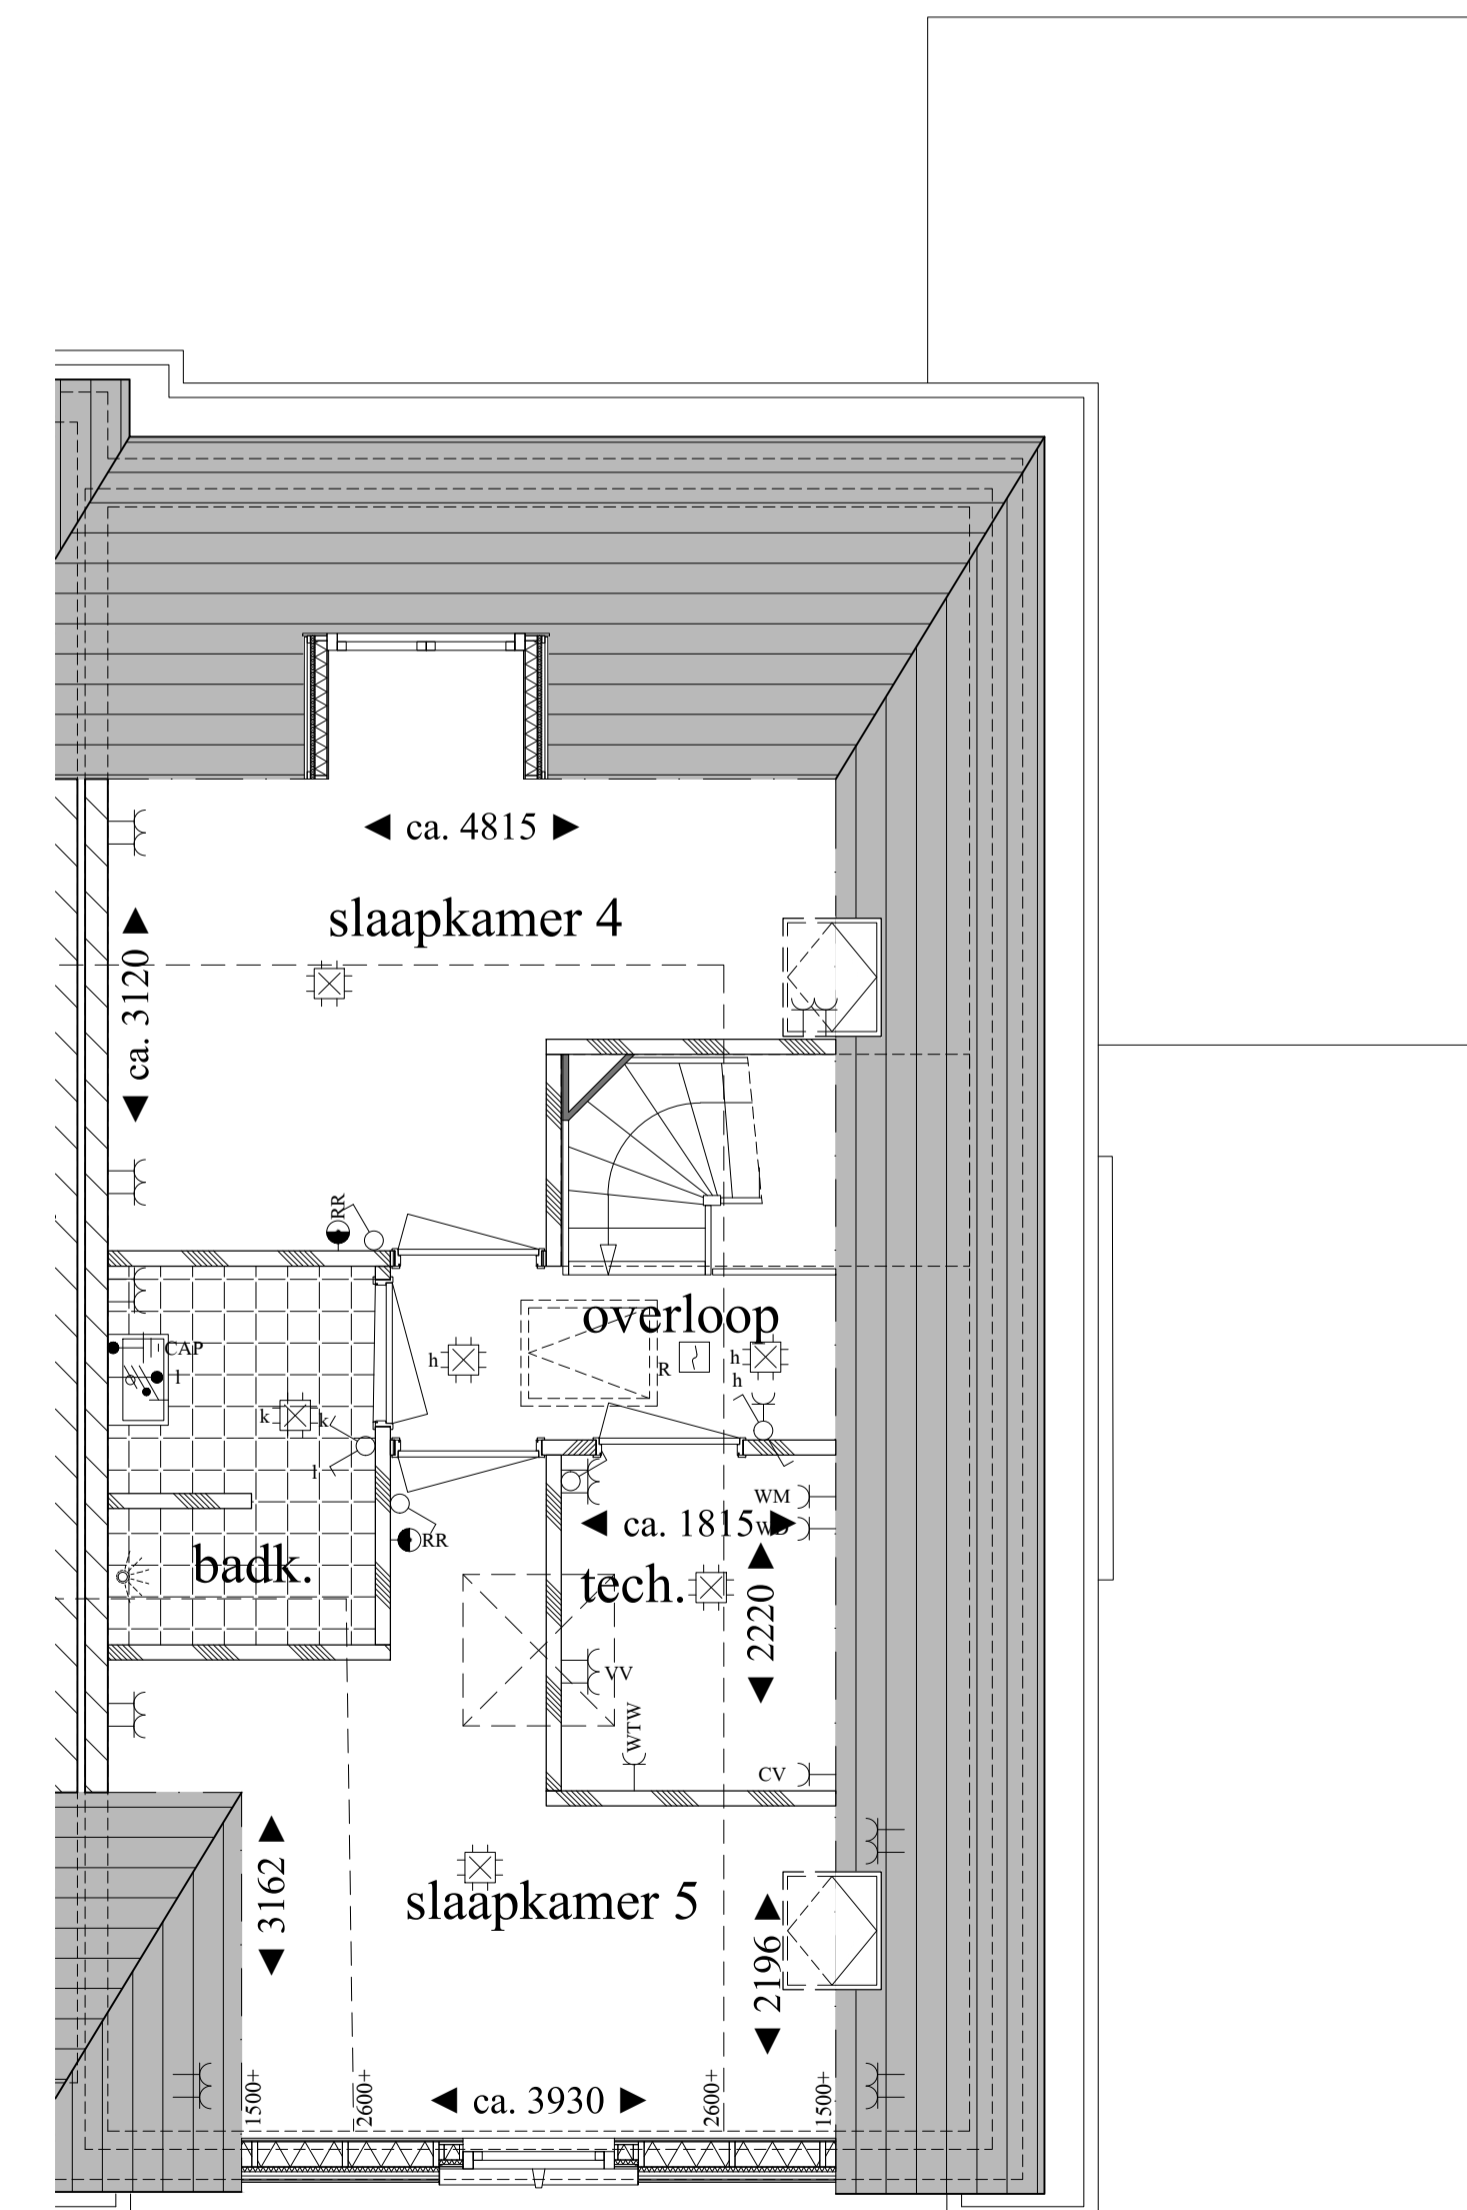 ca. 4815
slaapkamer 4
ca. 3120
RR
overloop
CAP
l
h
R
h
h
k
k
l
WM
ca. 1815
WD
RR
badk.
tech.
2220
VV
WTW
CV
3162
slaapkamer 5
2196
1500+
2600+
ca. 3930
2600+
1500+